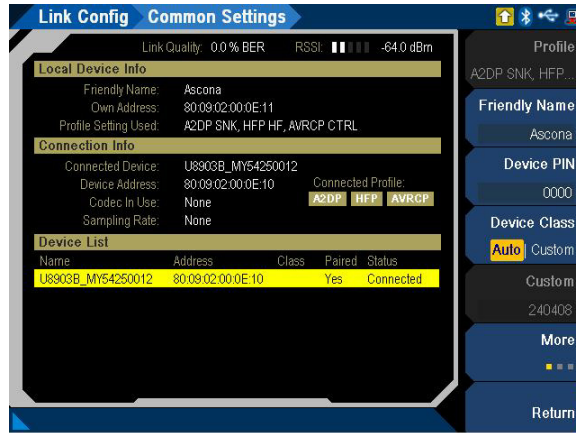 Link Config Common Settings
Link Quality: 0.0 % BER RSSI: -64.0 dBm
Local Device Info
Friendly Name: Ascona
Own Address: 80:09:02:00:0E:11
Profile Setting Used: A2DP SNK, HFP HF, AVRCP CTRL
Connection Info
Connected Device: U8903B_MY54250012
Device Address: 80:09:02:00:0E:10 Connected Profile:
Codec In Use: None A2DP HFP AVRCP
Sampling Rate: None
Device List
Name Address Class Paired Status
U8903B_MY54250012 80:09:02:00:0E:10 Yes Connected
Profile
A2DP SNK, HFP...
Friendly Name
Ascona
Device PIN
0000
Device Class
Auto | Custom
Custom
240408
More
Return